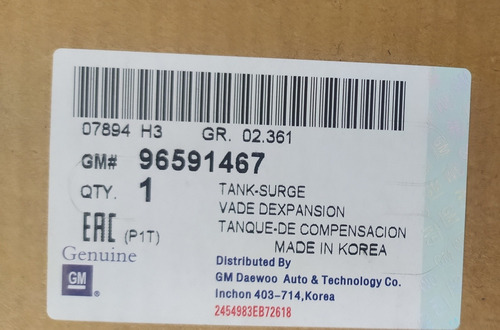 07894 H3 GR. 02.361
GM# 96591467
QTY. 1 TANK-SURGE
VADE DEXPANSION
EAC (P1T) TANQUE-DE COMPENSACION
MADE IN KOREA
Genuine
GM ®
Distributed By
GM Daewoo Auto & Technology Co.
Inchon 403-714,Korea
2454983EB72618